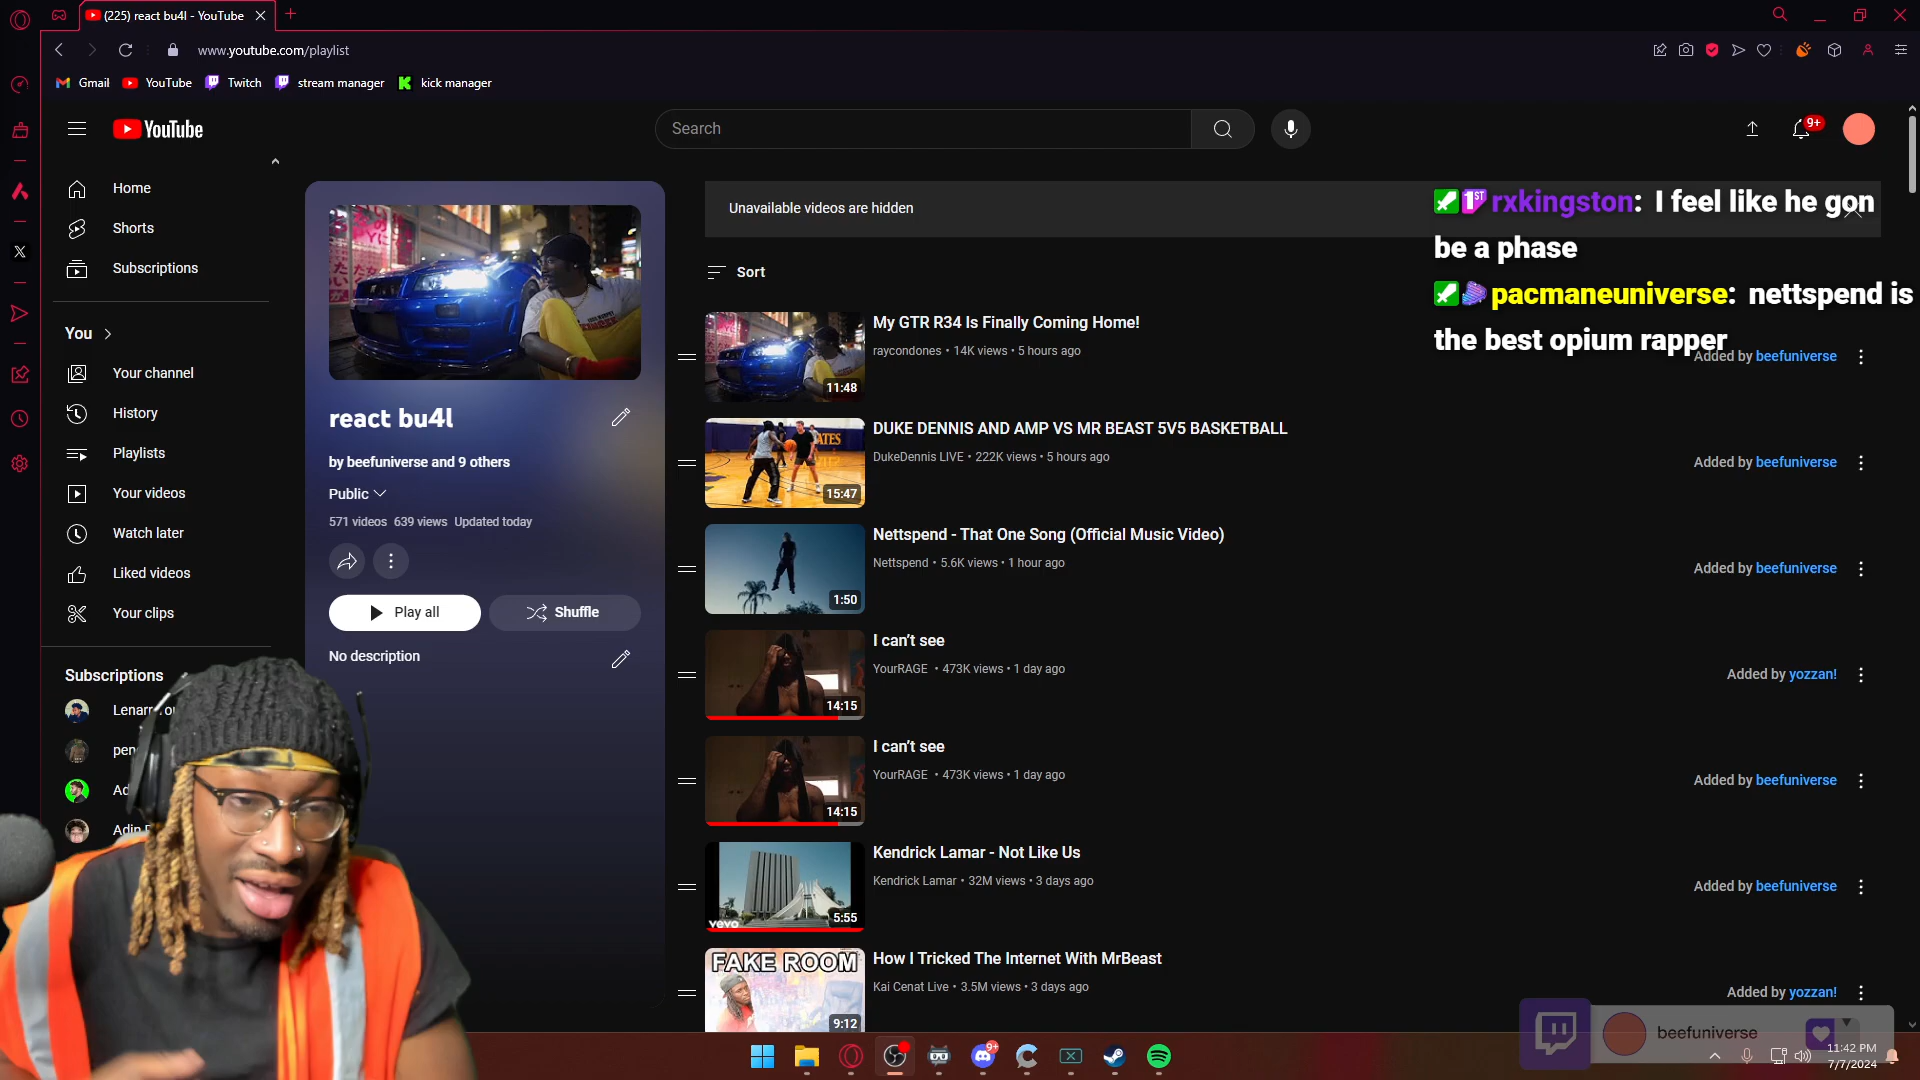 (225) react bu4l - YouTube
www.youtube.com/playlist
Gmail
YouTube
Twitch
stream manager
kick manager
YouTube
Search
9+
Home
Shorts
Subscriptions
You
Your channel
History
Playlists
Your videos
Watch later
Liked videos
Your clips
Subscriptions
react bu4l
by beefuniverse and 9 others
Public
571 videos 639 views Updated today
Play all
Shuffle
No description
Unavailable videos are hidden
Sort
1ST rxkingston: I feel like he gon
be a phase
pacmaneuniverse: nettspend is
the best opium rapper
My GTR R34 Is Finally Coming Home!
raycondones • 14K views • 5 hours ago
11:48
Added by beefuniverse
DUKE DENNIS AND AMP VS MR BEAST 5V5 BASKETBALL
DukeDennis LIVE • 222K views • 5 hours ago
15:47
Added by beefuniverse
Nettspend - That One Song (Official Music Video)
Nettspend • 5.6K views • 1 hour ago
1:50
Added by beefuniverse
I can't see
YourRAGE • 473K views • 1 day ago
14:15
Added by yozzan!
I can't see
YourRAGE • 473K views • 1 day ago
14:15
Added by beefuniverse
Kendrick Lamar - Not Like Us
Kendrick Lamar • 32M views • 3 days ago
vevo
5:55
Added by beefuniverse
How I Tricked The Internet With MrBeast
Kai Cenat Live • 3.5M views • 3 days ago
FAKE ROOM
9:12
Added by yozzan!
beefuniverse
9+
11:42 PM
7/7/2024